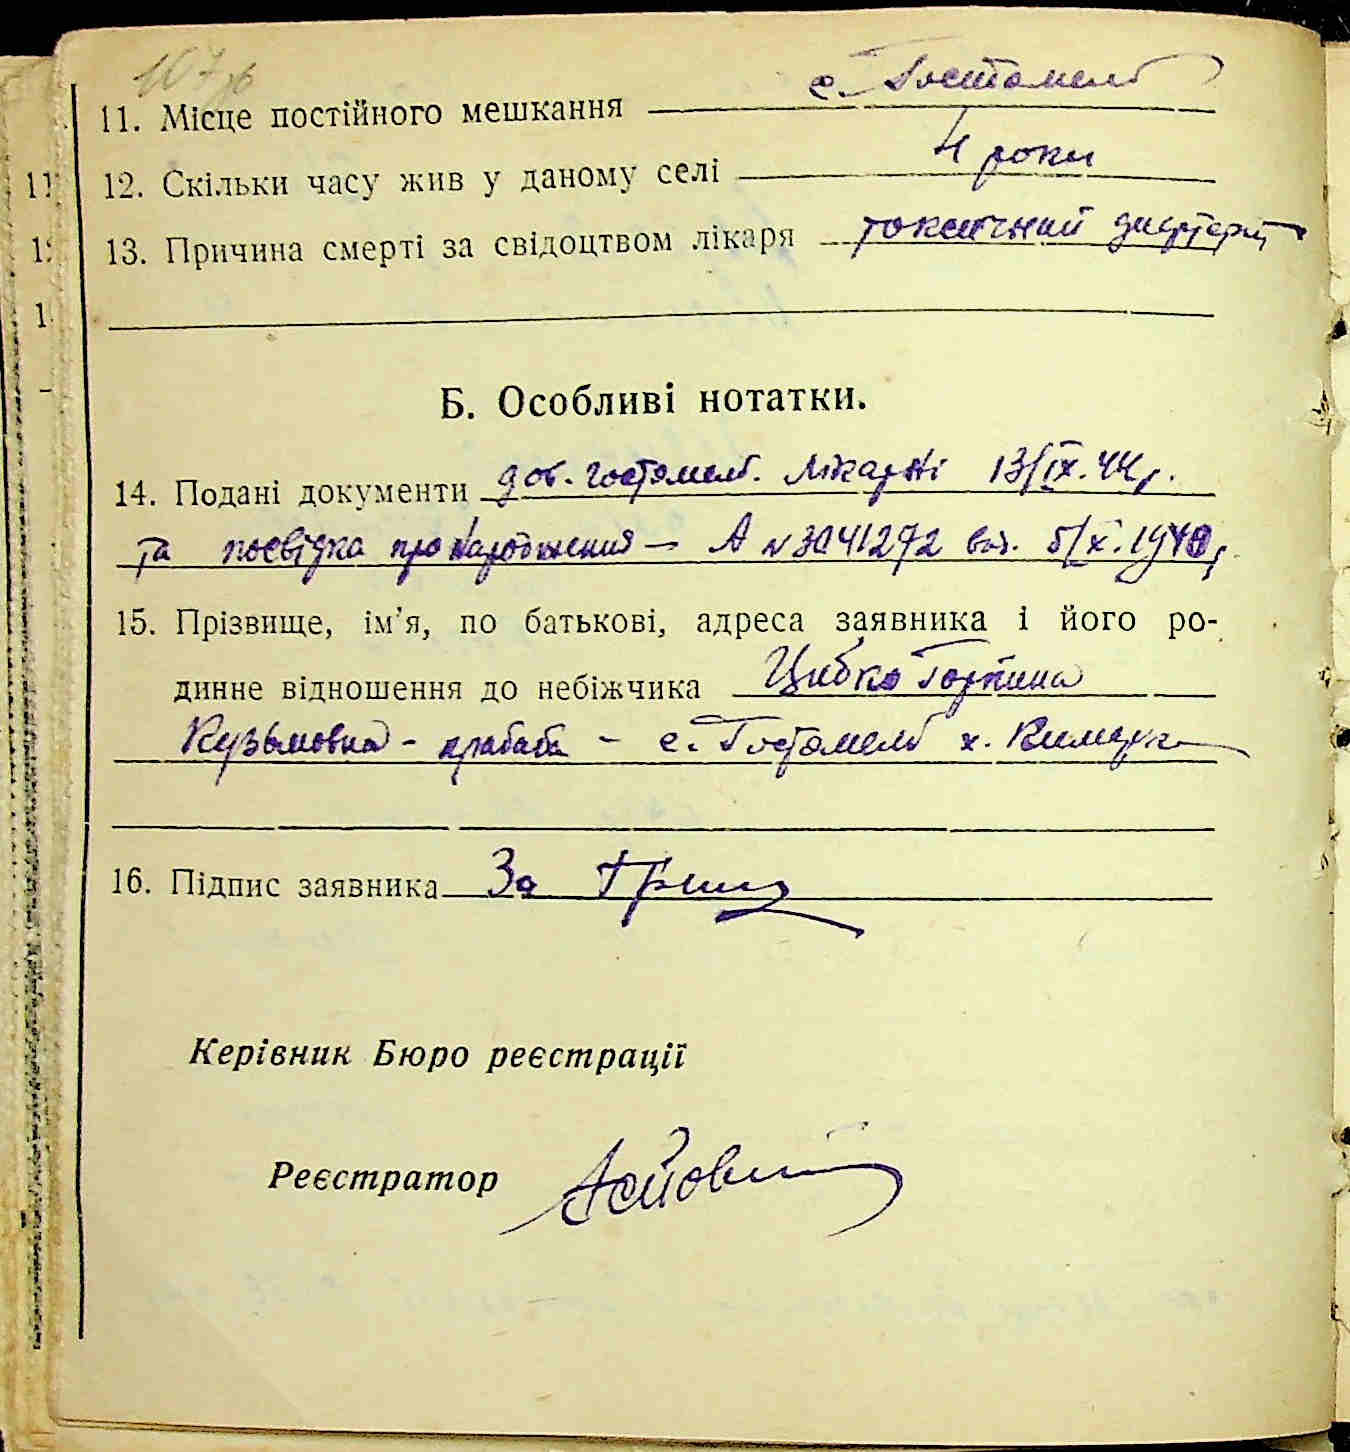 107
11. Місце постійного мешкання с. Гостомель
12. Скільки часу жив у даному селі 4 роки
13. Причина смерті за свідоцтвом лікаря токсичний
Б. Особливі нотатки.
14. Подані документи дов. Гостомел. лікарні 13/IX.44 р.
та посвідка про народження — А N 3041272 вид. 5/X.1940 р.
15. Прізвище, ім'я, по батькові, адреса заявника і його ро-
динне відношення до небіжчика Цибко Горпина
Кузьмовна - прабаба - с. Гостомель х.
16. Підпис заявника За
Керівник Бюро реєстрації
Реєстратор